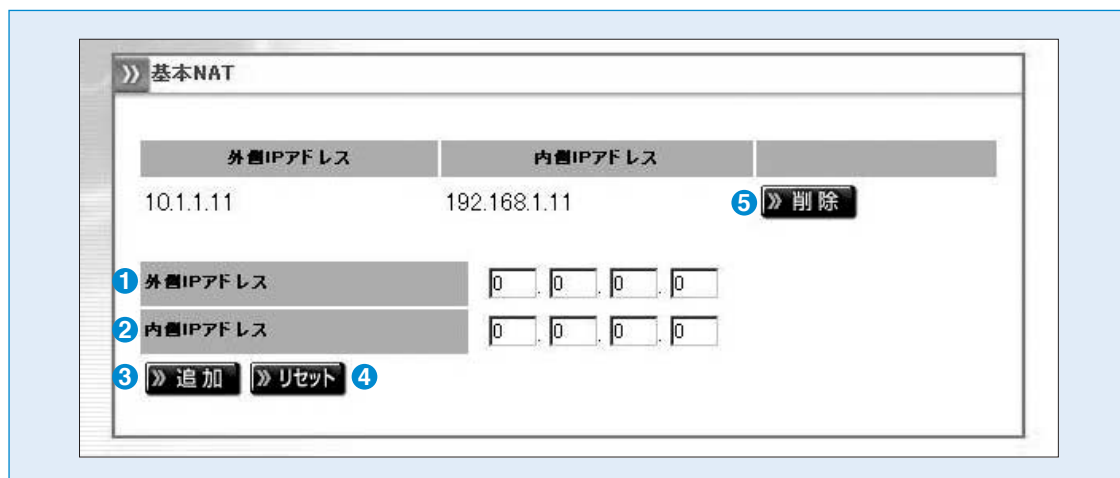 » 基本NAT
外側IPアドレス 内側IPアドレス
10.1.1.11 192.168.1.11 5 » 削除
1 外側IPアドレス 0 . 0 . 0 . 0
2 内側IPアドレス 0 . 0 . 0 . 0
3 » 追加 » リセット 4